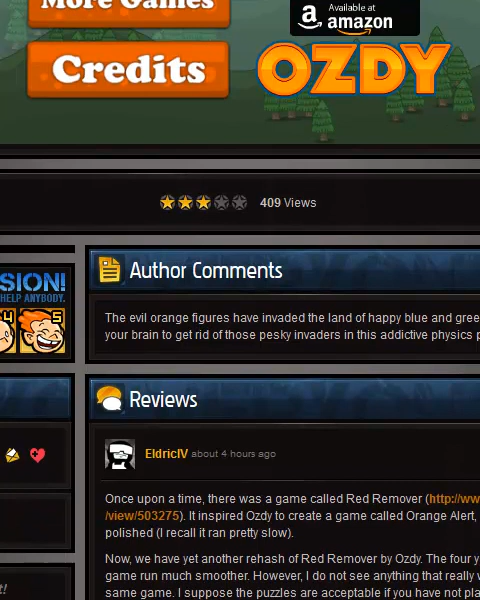 More Games
Available at
amazon
Credits
OZDY
409 Views
SION!
HELP ANYBODY.
4
5
Author Comments
The evil orange figures have invaded the land of happy blue and gree
your brain to get rid of those pesky invaders in this addictive physics p
Reviews
EldricIV about 4 hours ago
Once upon a time, there was a game called Red Remover (http://ww
/view/503275). It inspired Ozdy to create a game called Orange Alert,
polished (I recall it ran pretty slow).
Now, we have yet another rehash of Red Remover by Ozdy. The four y
game run much smoother. However, I do not see anything that really w
t!
same game. I suppose the puzzles are acceptable if you have not pla